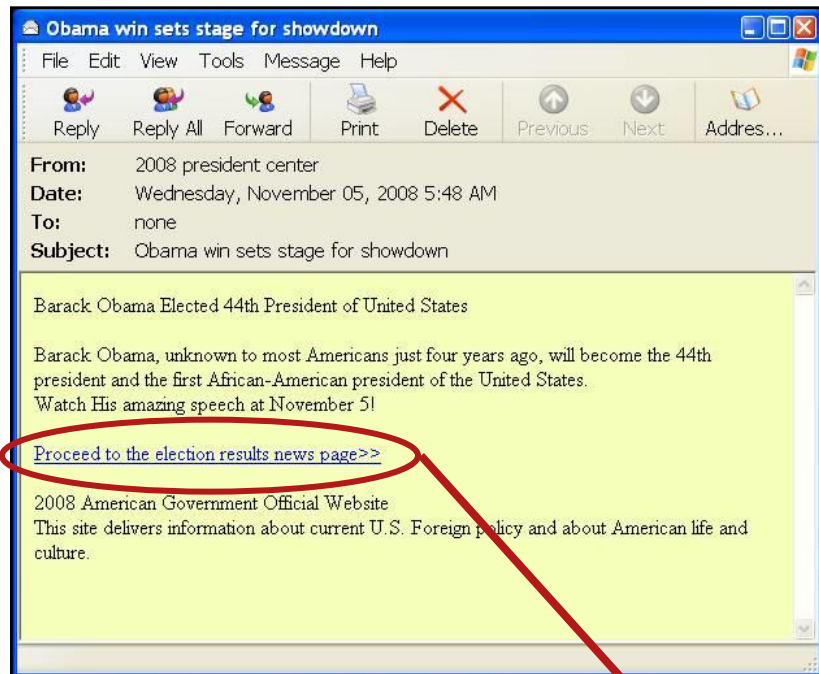 Obama win sets stage for showdown
File Edit View Tools Message Help
Reply Reply All Forward Print Delete Previous Next Addres...
From: 2008 president center
Date: Wednesday, November 05, 2008 5:48 AM
To: none
Subject: Obama win sets stage for showdown
Barack Obama Elected 44th President of United States
Barack Obama, unknown to most Americans just four years ago, will become the 44th
president and the first African-American president of the United States.
Watch His amazing speech at November 5!
Proceed to the election results news page>>
2008 American Government Official Website
This site delivers information about current U.S. Foreign policy and about American life and
culture.